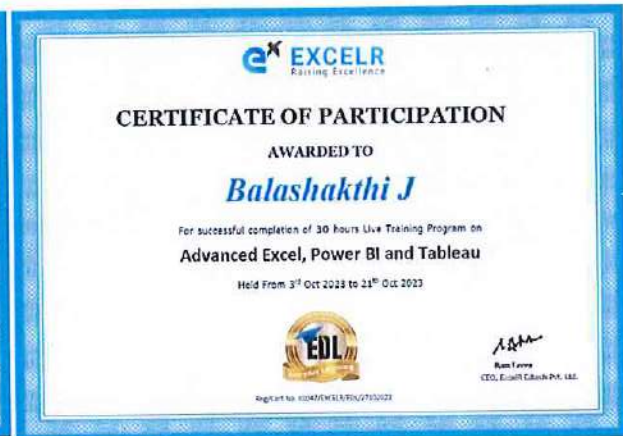 ex EXCELR
Raising Excellence
CERTIFICATE OF PARTICIPATION
AWARDED TO
Balashakthi J
For successful completion of 30 hours Live Training Program on
Advanced Excel, Power BI and Tableau
Held From 3rd Oct 2023 to 21st Oct 2023
EDL
CEO, ExcelR Edtech Pvt. Ltd.